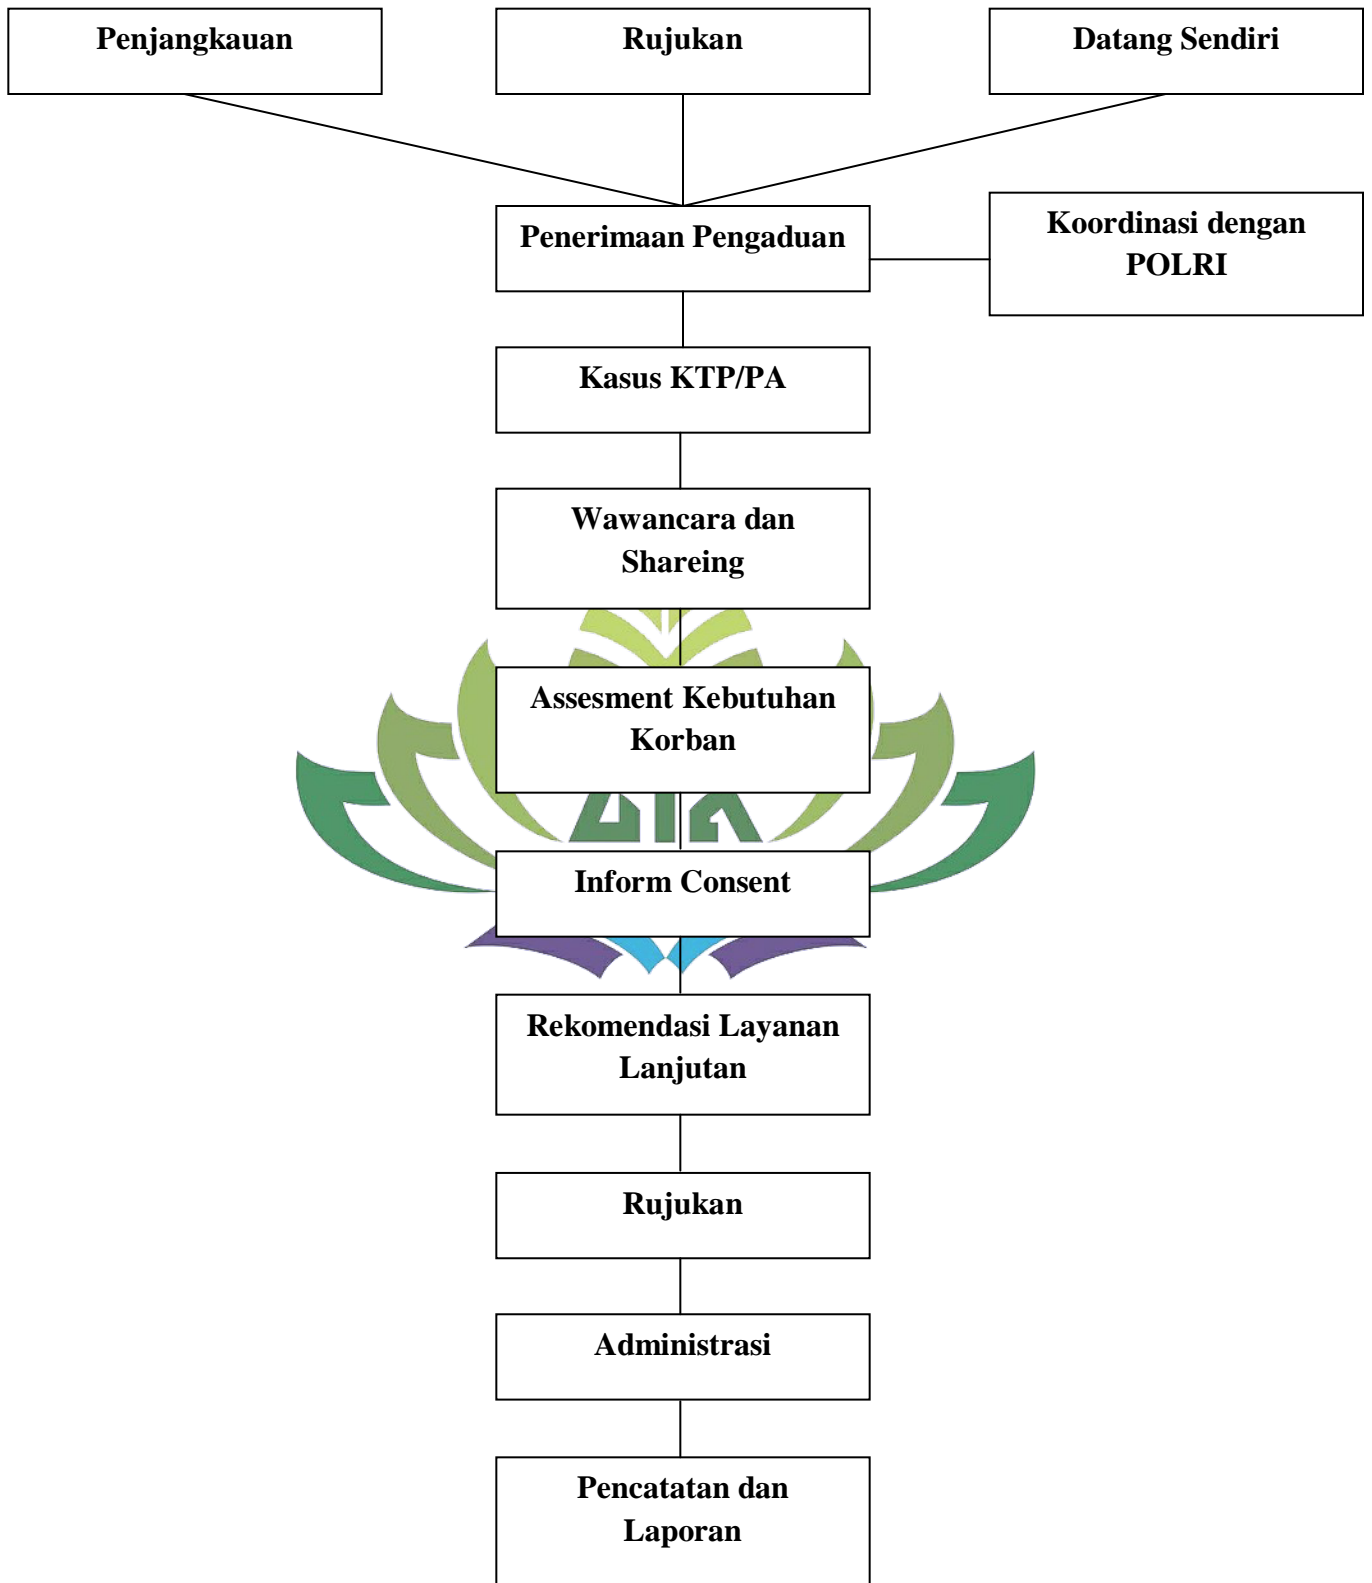 Penjangkauan
Rujukan
Datang Sendiri
Penerimaan Pengaduan
Koordinasi dengan
POLRI
Kasus KTP/PA
Wawancara dan
Shareing
Assesment Kebutuhan
Korban
Inform Consent
Rekomendasi Layanan
Lanjutan
Rujukan
Administrasi
Pencatatan dan
Laporan